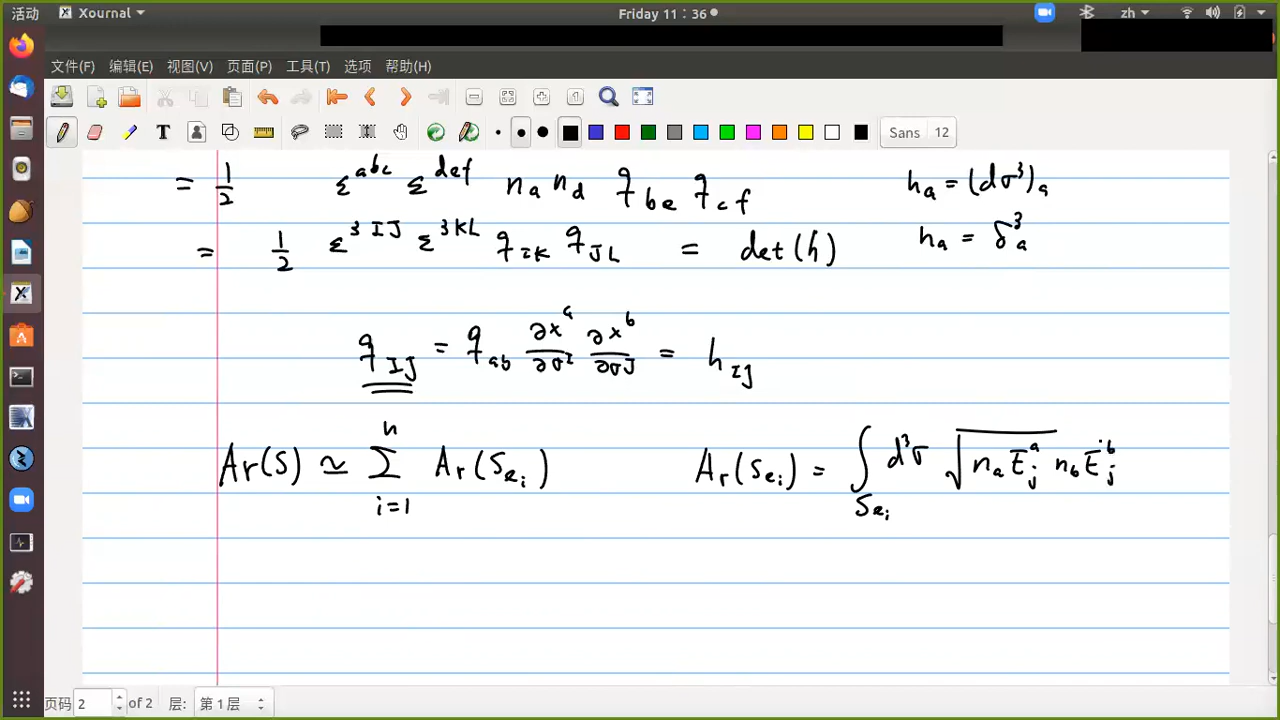 活动 Xournal Friday 11：36 zh
文件(F) 编辑(E) 视图(V) 页面(P) 工具(T) 选项 帮助(H)
Sans 12
= 1/2 ε^{abc} ε^{def} n_a n_d q_{be} q_{cf} n_a = (dσ^3)_a
= 1/2 ε^{3IJ} ε^{3KL} q_{IK} q_{JL} = det(h) n_a = δ^3_a
q_{IJ} = q_{ab} ∂x^a/∂σ^I ∂x^b/∂σ^J = h_{IJ}
Ar(S) ≃ Σ_{i=1}^{n} Ar(S_{e_i}) Ar(S_{e_i}) = ∫_{S_{e_i}} d^3σ √(n_a E^a_j n_b E^b_j)
页码 2 of 2 层: 第 1 层